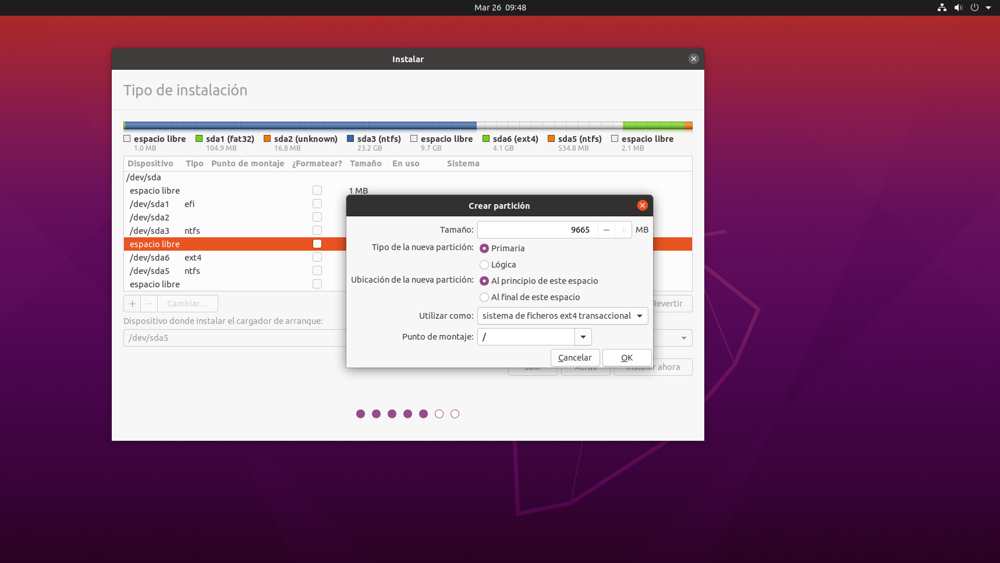 Mar 26 09:48
Instalar
Tipo de instalación
espacio libre sda1 (fat32) sda2 (unknown) sda3 (ntfs) espacio libre sda6 (ext4) sda5 (ntfs) espacio libre
1.0 MB 104.9 MB 16.8 MB 23.2 GB 9.7 GB 4.1 GB 534.8 MB 2.1 MB
Dispositivo Tipo Punto de montaje ¿Formatear? Tamaño En uso Sistema
/dev/sda
espacio libre 1 MB
/dev/sda1 efi
/dev/sda2
/dev/sda3 ntfs
espacio libre
/dev/sda6 ext4
/dev/sda5 ntfs
espacio libre
+ − Cambiar... Revertir
Dispositivo donde instalar el cargador de arranque:
/dev/sda5
Crear partición
Tamaño: 9665 − + MB
Tipo de la nueva partición: Primaria
Lógica
Ubicación de la nueva partición: Al principio de este espacio
Al final de este espacio
Utilizar como: sistema de ficheros ext4 transaccional
Punto de montaje: /
Cancelar OK
Salir Atrás Instalar ahora